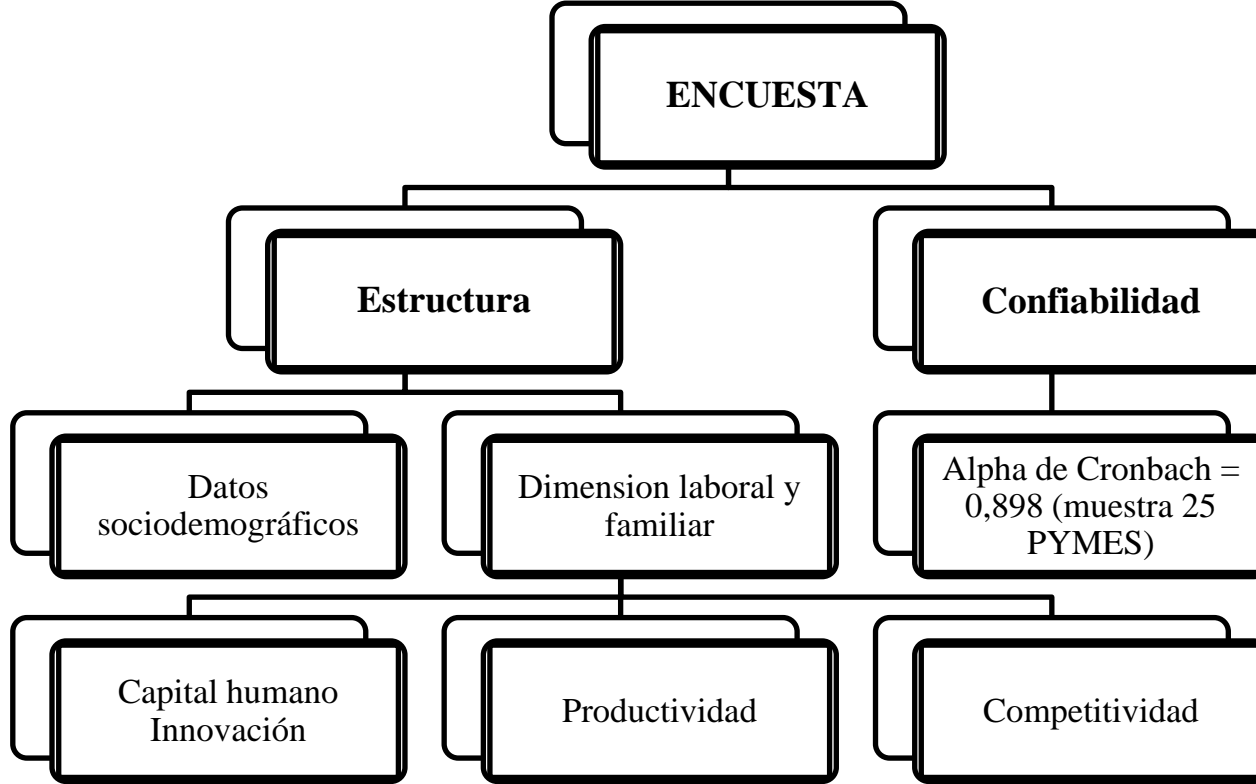 ENCUESTA
Estructura
Confiabilidad
Datos
sociodemográficos
Dimension laboral y
familiar
Alpha de Cronbach =
0,898 (muestra 25
PYMES)
Capital humano
Innovación
Productividad
Competitividad